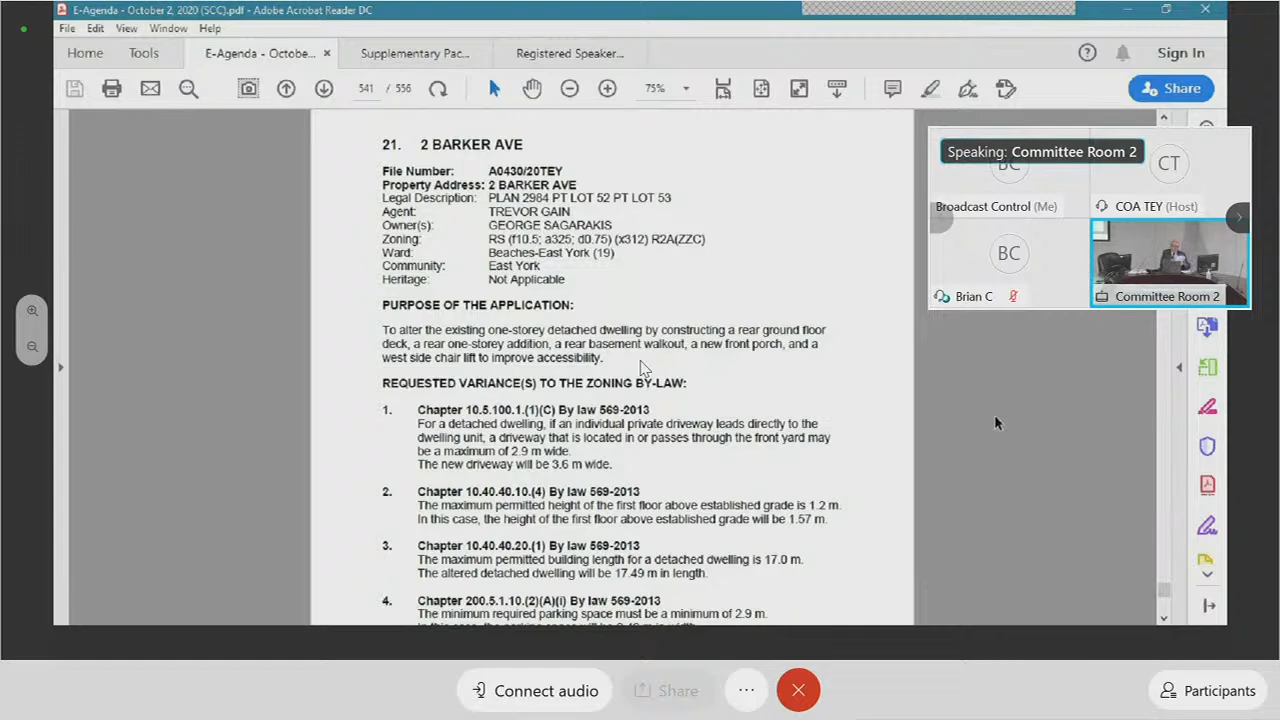 E-Agenda - October 2, 2020 (SCC).pdf - Adobe Acrobat Reader DC
File Edit View Window Help
Home Tools E-Agenda - Octobe... × Supplementary Pac... Registered Speaker... Sign In
541 / 556 75% Share
21. 2 BARKER AVE
File Number: A0430/20TEY
Property Address: 2 BARKER AVE
Legal Description: PLAN 2984 PT LOT 52 PT LOT 53
Agent: TREVOR GAIN
Owner(s): GEORGE SAGARAKIS
Zoning: RS (f10.5; a325; d0.75) (x312) R2A(ZZC)
Ward: Beaches-East York (19)
Community: East York
Heritage: Not Applicable
PURPOSE OF THE APPLICATION:
To alter the existing one-storey detached dwelling by constructing a rear ground floor
deck, a rear one-storey addition, a rear basement walkout, a new front porch, and a
west side chair lift to improve accessibility.
REQUESTED VARIANCE(S) TO THE ZONING BY-LAW:
1. Chapter 10.5.100.1.(1)(C) By law 569-2013
For a detached dwelling, if an individual private driveway leads directly to the
dwelling unit, a driveway that is located in or passes through the front yard may
be a maximum of 2.9 m wide.
The new driveway will be 3.6 m wide.
2. Chapter 10.40.40.10.(4) By law 569-2013
The maximum permitted height of the first floor above established grade is 1.2 m.
In this case, the height of the first floor above established grade will be 1.57 m.
3. Chapter 10.40.40.20.(1) By law 569-2013
The maximum permitted building length for a detached dwelling is 17.0 m.
The altered detached dwelling will be 17.49 m in length.
4. Chapter 200.5.1.10.(2)(A)(i) By law 569-2013
The minimum required parking space must be a minimum of 2.9 m.
Speaking: Committee Room 2
BC CT
Broadcast Control (Me) COA TEY (Host)
BC
Brian C Committee Room 2
Connect audio Share ... Participants